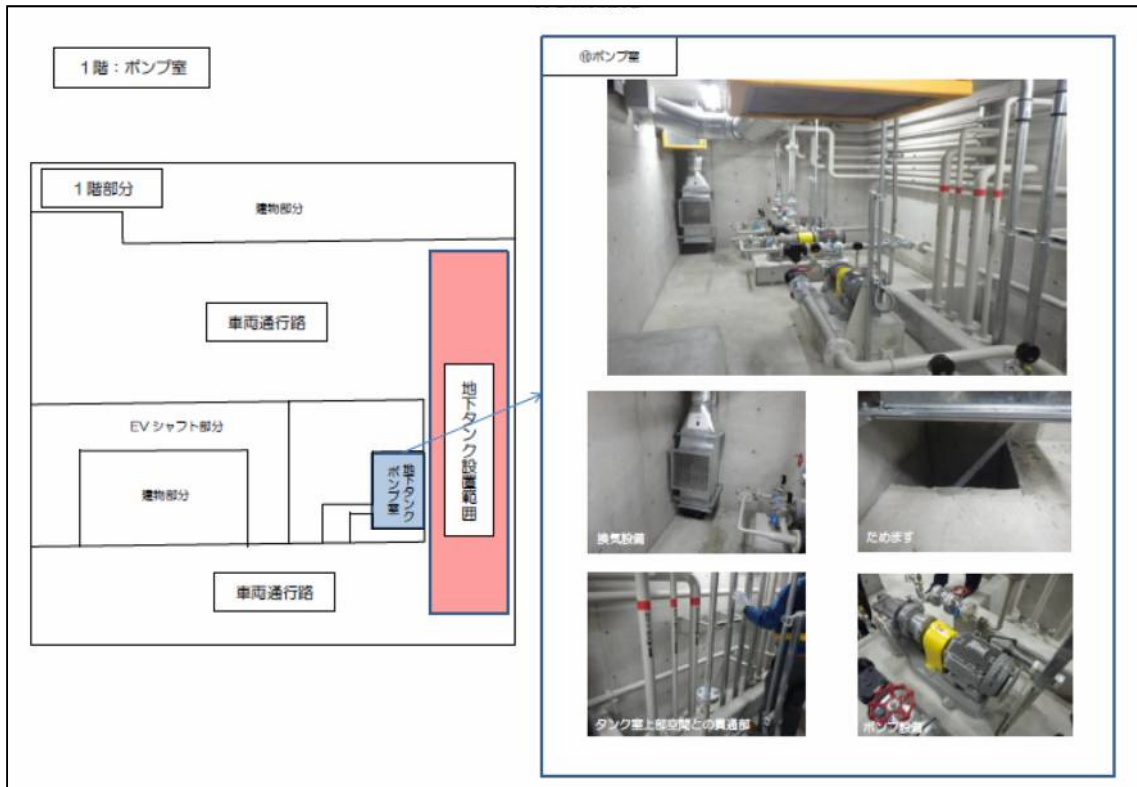 1階：ポンプ室
1階部分
建物部分
車両通行路
EVシャフト部分
建物部分
地下タンク
ポンプ室
地下タンク設置範囲
車両通行路
ポンプ室
換気設備
ためます
タンク室上部空間との貫通部
ポンプ設備